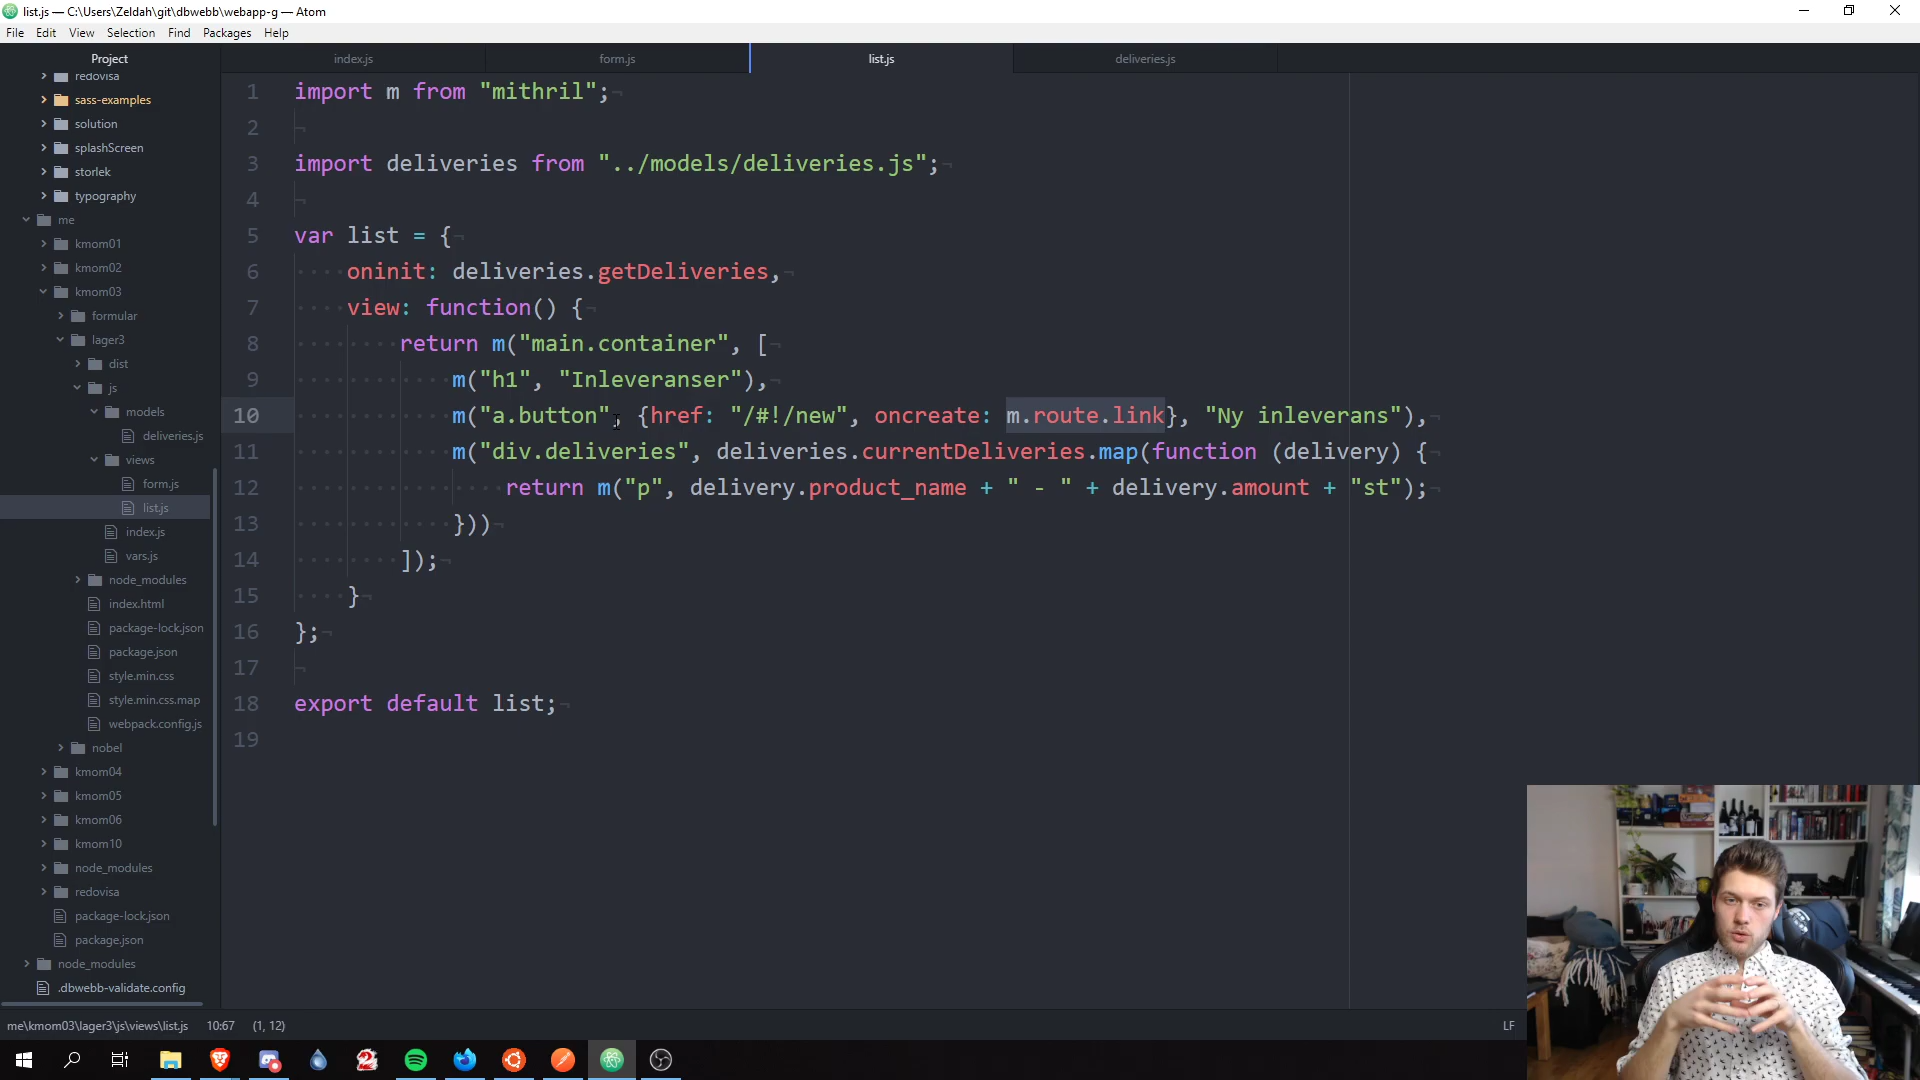 list.js — C:\Users\Zeldah\git\dbwebb\webapp-g — Atom
File Edit View Selection Find Packages Help
Project
index.js
form.js
list.js
deliveries.js
redovisa
sass-examples
solution
splashScreen
storlek
typography
me
kmom01
kmom02
kmom03
formular
lager3
dist
js
models
deliveries.js
views
form.js
list.js
index.js
vars.js
node_modules
index.html
package-lock.json
package.json
style.min.css
style.min.css.map
webpack.config.js
nobel
kmom04
kmom05
kmom06
kmom10
node_modules
redovisa
package-lock.json
package.json
node_modules
.dbwebb-validate.config
1 import m from "mithril";
2
3 import deliveries from "../models/deliveries.js";
4
5 var list = {
6 oninit: deliveries.getDeliveries,
7 view: function() {
8 return m("main.container", [
9 m("h1", "Inleveranser"),
10 m("a.button", {href: "/#!/new", oncreate: m.route.link}, "Ny inleverans"),
11 m("div.deliveries", deliveries.currentDeliveries.map(function (delivery) {
12 return m("p", delivery.product_name + " - " + delivery.amount + "st");
13 }))
14 ]);
15 }
16 };
17
18 export default list;
19
me\kmom03\lager3\js\views\list.js 10:67 (1, 12)
LF